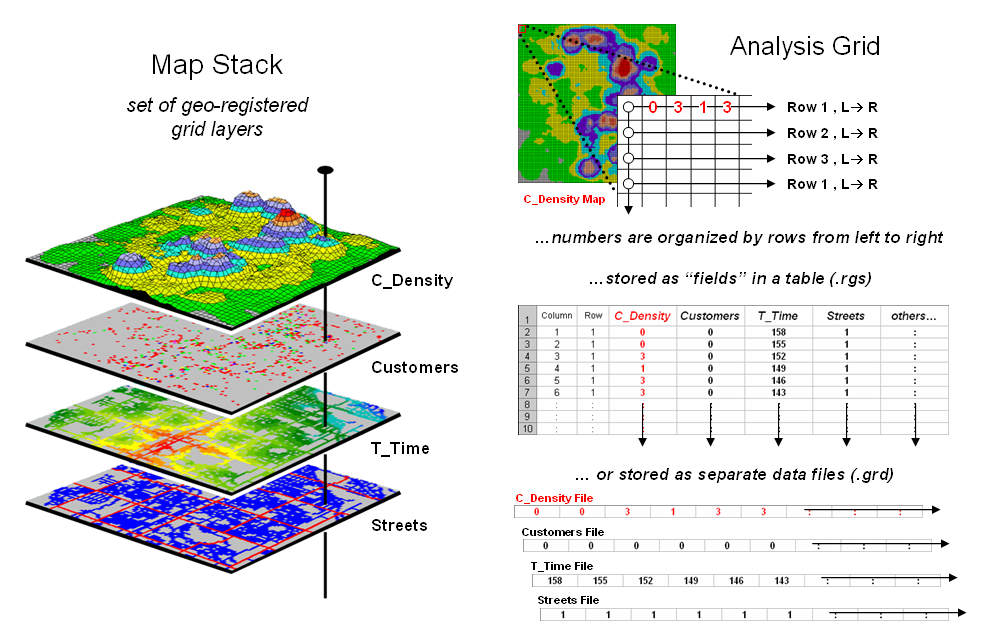 Map Stack
set of geo-registered
grid layers
C_Density
Customers
T_Time
Streets
Analysis Grid
L
0 3 1 3
Row 1 , L→ R
Row 2 , L→ R
Row 3 , L→ R
Row 1 , L→ R
C_Density Map
...numbers are organized by rows from left to right
...stored as “fields” in a table (.rgs)
1 Column Row C_Density Customers T_Time Streets others...
2 1 1 0 0 158 1 :
3 2 1 0 0 155 1 :
4 3 1 3 0 152 1 :
5 4 1 1 0 149 1 :
6 5 1 3 0 146 1 :
7 6 1 3 0 143 1 :
8 : :
9 : :
10 : :
... or stored as separate data files (.grd)
C_Density File
0 0 3 1 3 3 : : :
Customers File
0 0 0 0 0 0 : : :
T_Time File
158 155 152 149 146 143 : : :
Streets File
1 1 1 1 1 1 : : :